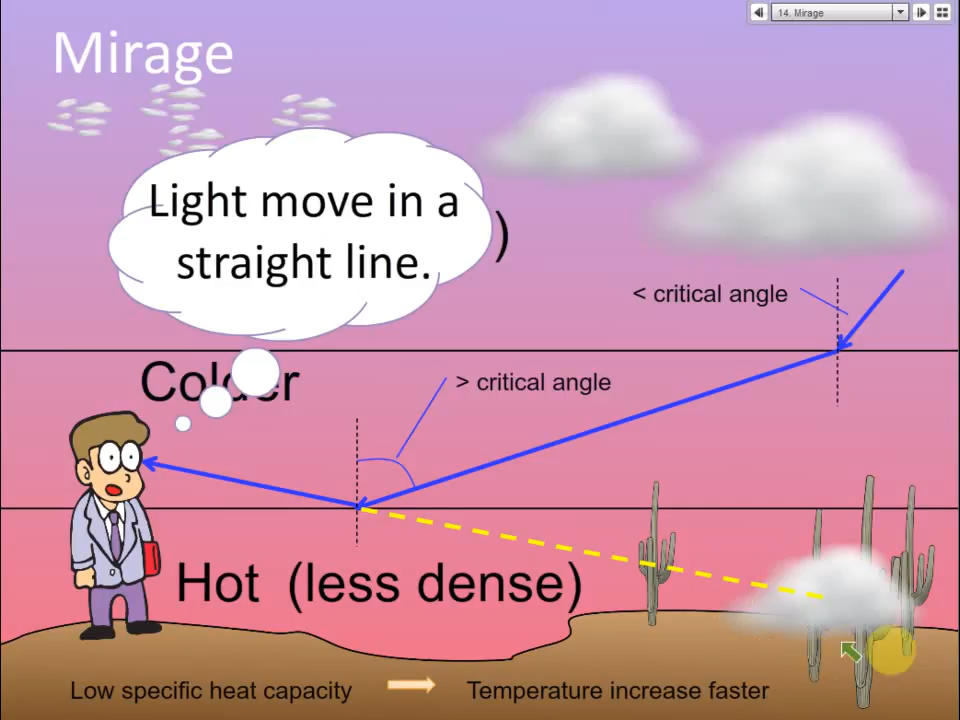 14. Mirage
Mirage
Light move in a
straight line.
)
< critical angle
Colder
> critical angle
Hot (less dense)
Low specific heat capacity
Temperature increase faster